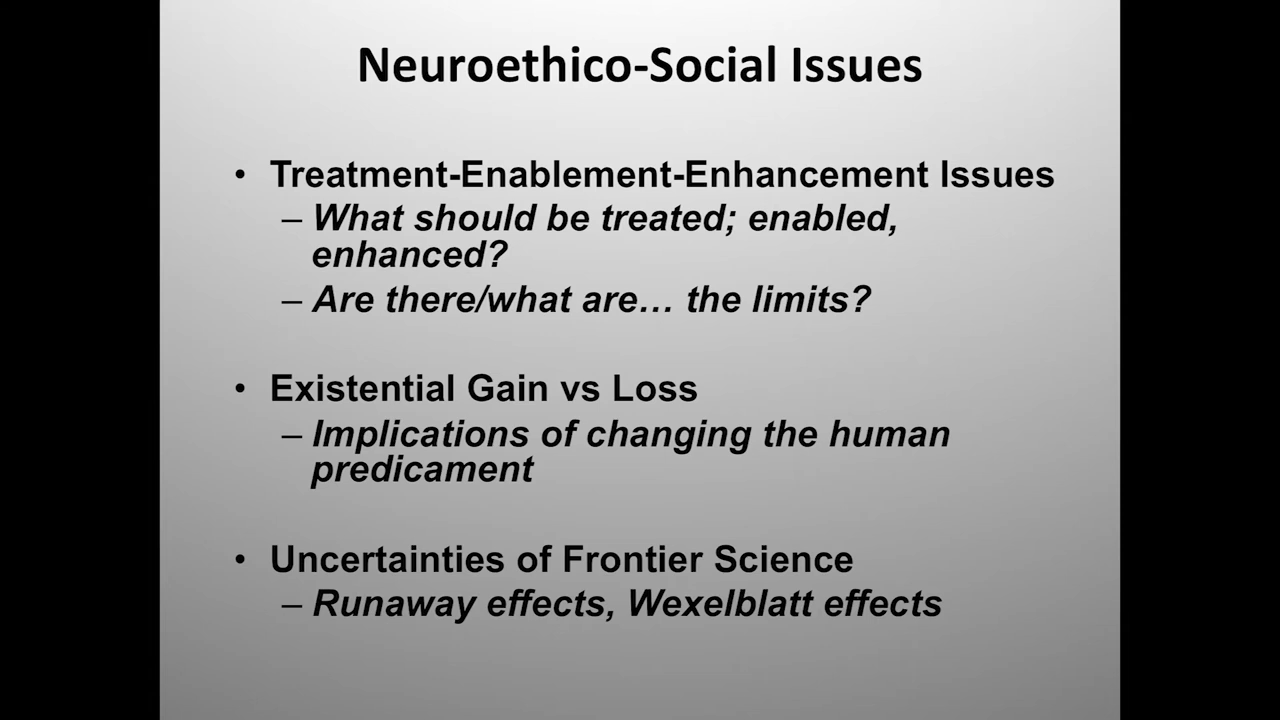 Neuroethico-Social Issues
• Treatment-Enablement-Enhancement Issues
– What should be treated; enabled,
enhanced?
– Are there/what are… the limits?
• Existential Gain vs Loss
– Implications of changing the human
predicament
• Uncertainties of Frontier Science
– Runaway effects, Wexelblatt effects